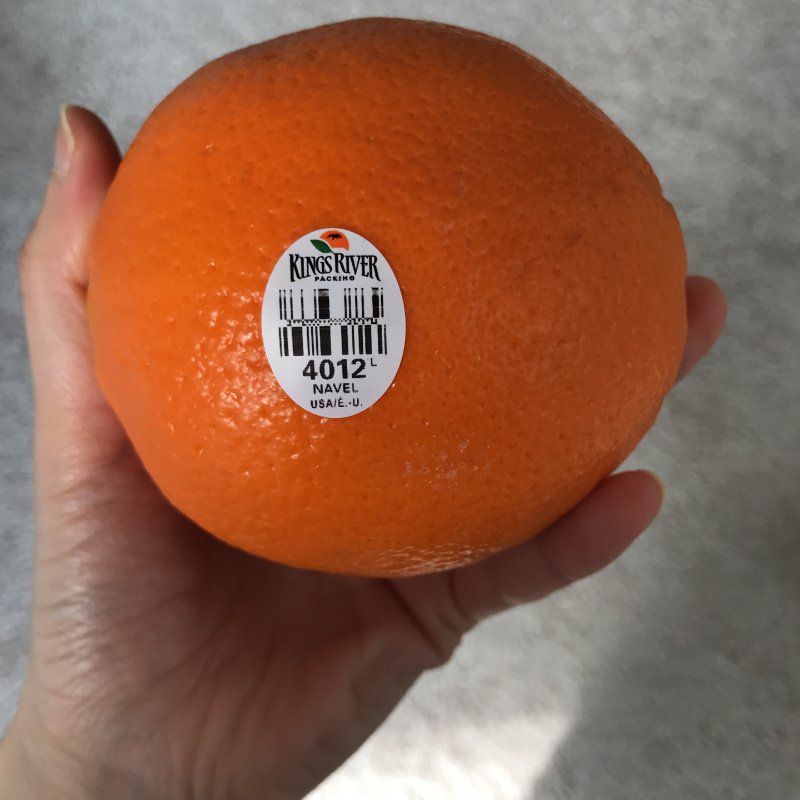 KINGS RIVER
PACKING
4012 L
NAVEL
USA/É.-U.